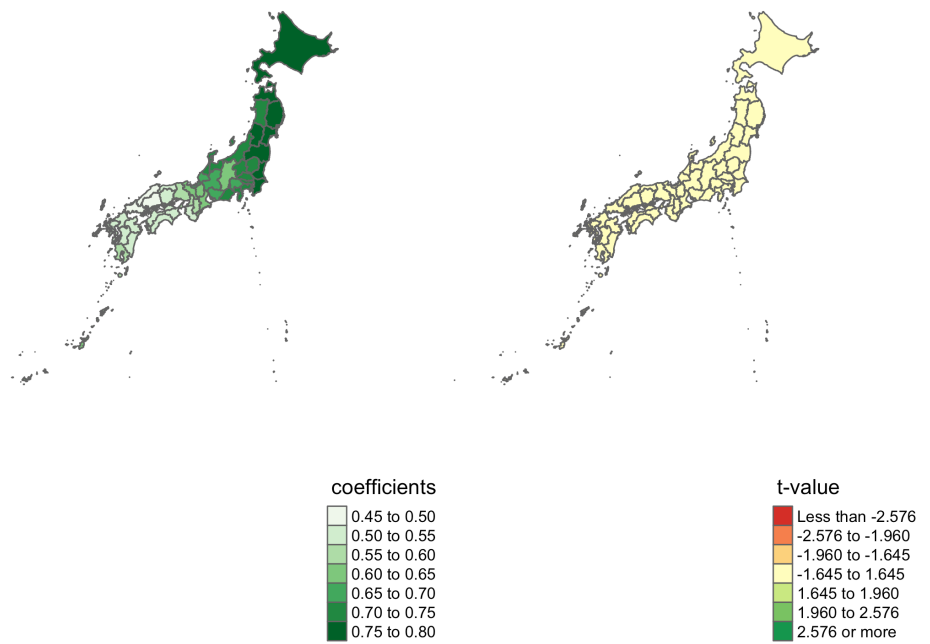 coefficients
0.45 to 0.50
0.50 to 0.55
0.55 to 0.60
0.60 to 0.65
0.65 to 0.70
0.70 to 0.75
0.75 to 0.80
t-value
Less than -2.576
-2.576 to -1.960
-1.960 to -1.645
-1.645 to 1.645
1.645 to 1.960
1.960 to 2.576
2.576 or more